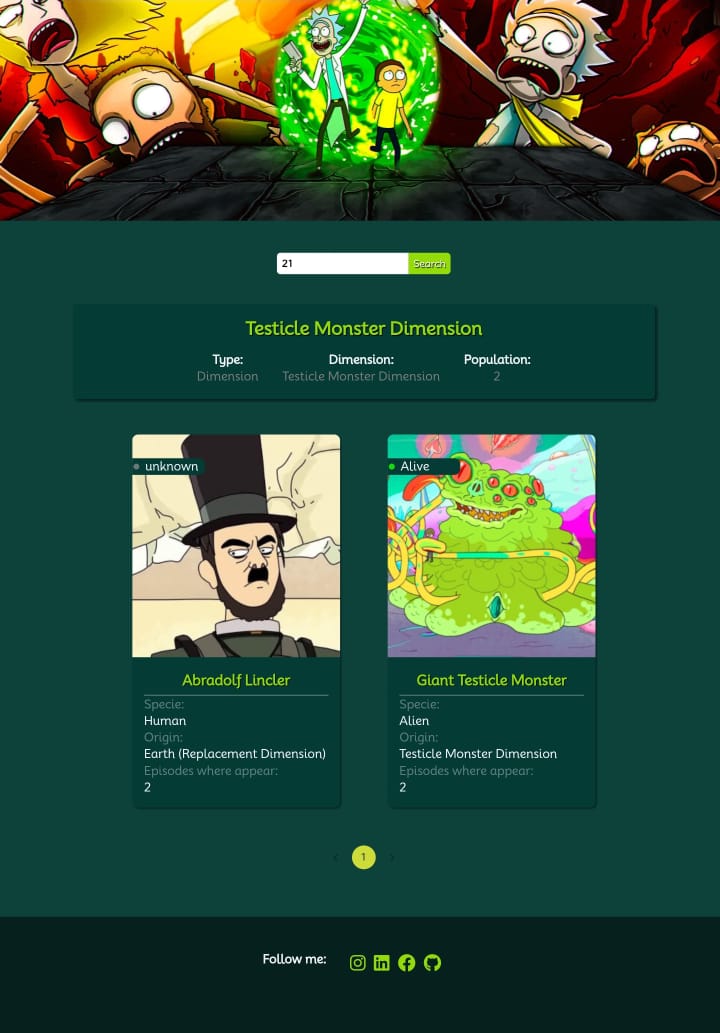 21 Search
Testicle Monster Dimension
Type: Dimension: Population:
Dimension Testicle Monster Dimension 2
unknown Alive
Abradolf Lincler Giant Testicle Monster
Specie: Specie:
Human Alien
Origin: Origin:
Earth (Replacement Dimension) Testicle Monster Dimension
Episodes where appear: Episodes where appear:
2 2
1
Follow me: